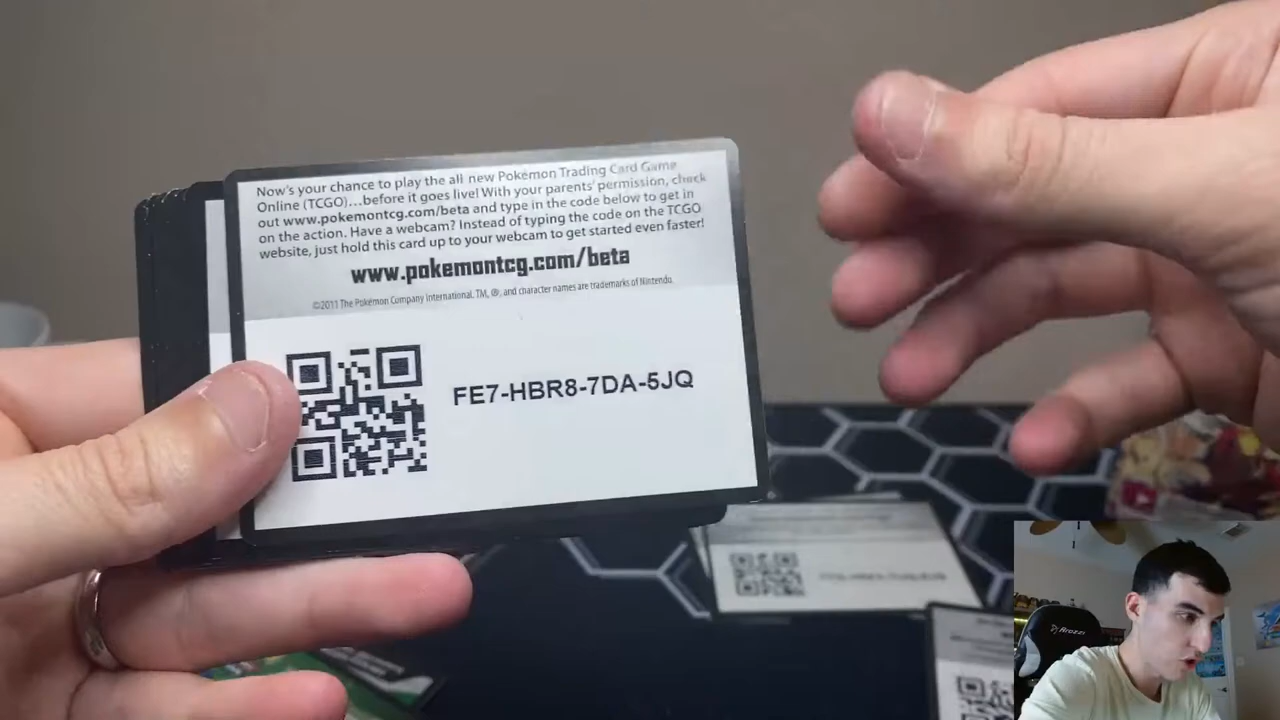 Now's your chance to play the all new Pokémon Trading Card Game
Online (TCGO)...before it goes live! With your parents' permission, check
out www.pokemontcg.com/beta and type in the code below to get in
on the action. Have a webcam? Instead of typing the code on the TCGO
website, just hold this card up to your webcam to get started even faster!
www.pokemontcg.com/beta
©2011 The Pokémon Company International. TM, ®, and character names are trademarks of Nintendo.
FE7-HBR8-7DA-5JQ
Arozzi